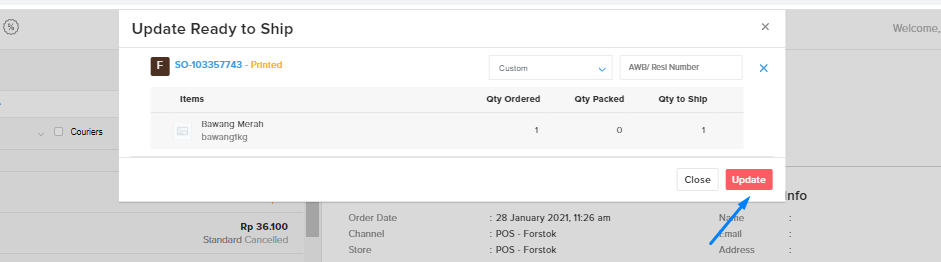 %
Welcome,
Update Ready to Ship
×
F SO-103357743 - Printed
Custom
AWB/ Resi Number
Items Qty Ordered Qty Packed Qty to Ship
Bawang Merah 1 0 1
bawang1kg
Couriers
Close Update
Info
Rp 36.100
Standard Cancelled
Order Date : 28 January 2021, 11:26 am
Channel : POS - Forstok
Store : POS - Forstok
Name :
Email :
Address :